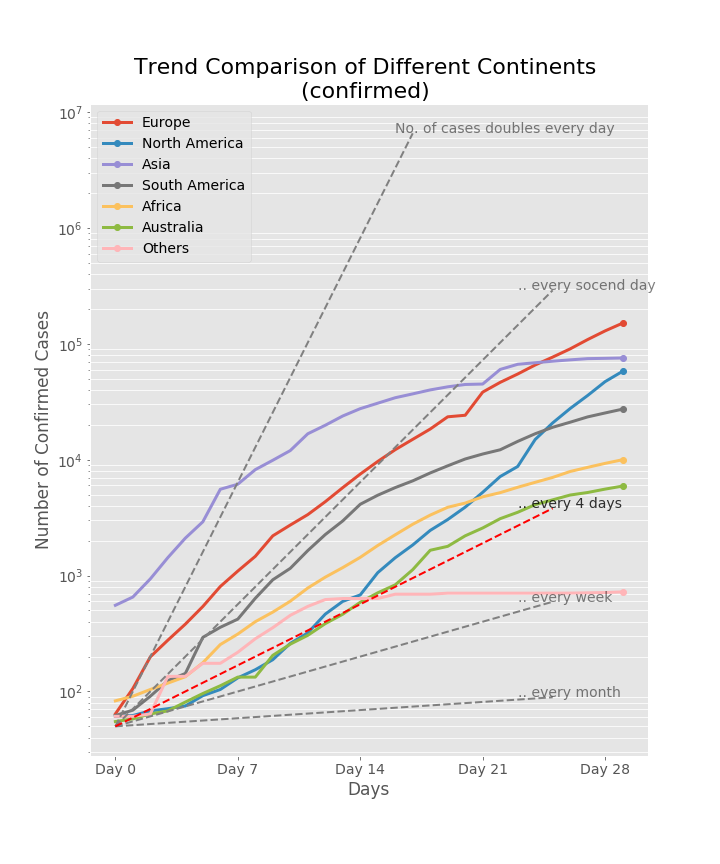 Trend Comparison of Different Continents
(confirmed)
10^7
10^6
10^5
10^4
10^3
10^2
Number of Confirmed Cases
Europe
North America
Asia
South America
Africa
Australia
Others
No. of cases doubles every day
.. every socend day
.. every 4 days
.. every week
.. every month
Day 0 Day 7 Day 14 Day 21 Day 28
Days